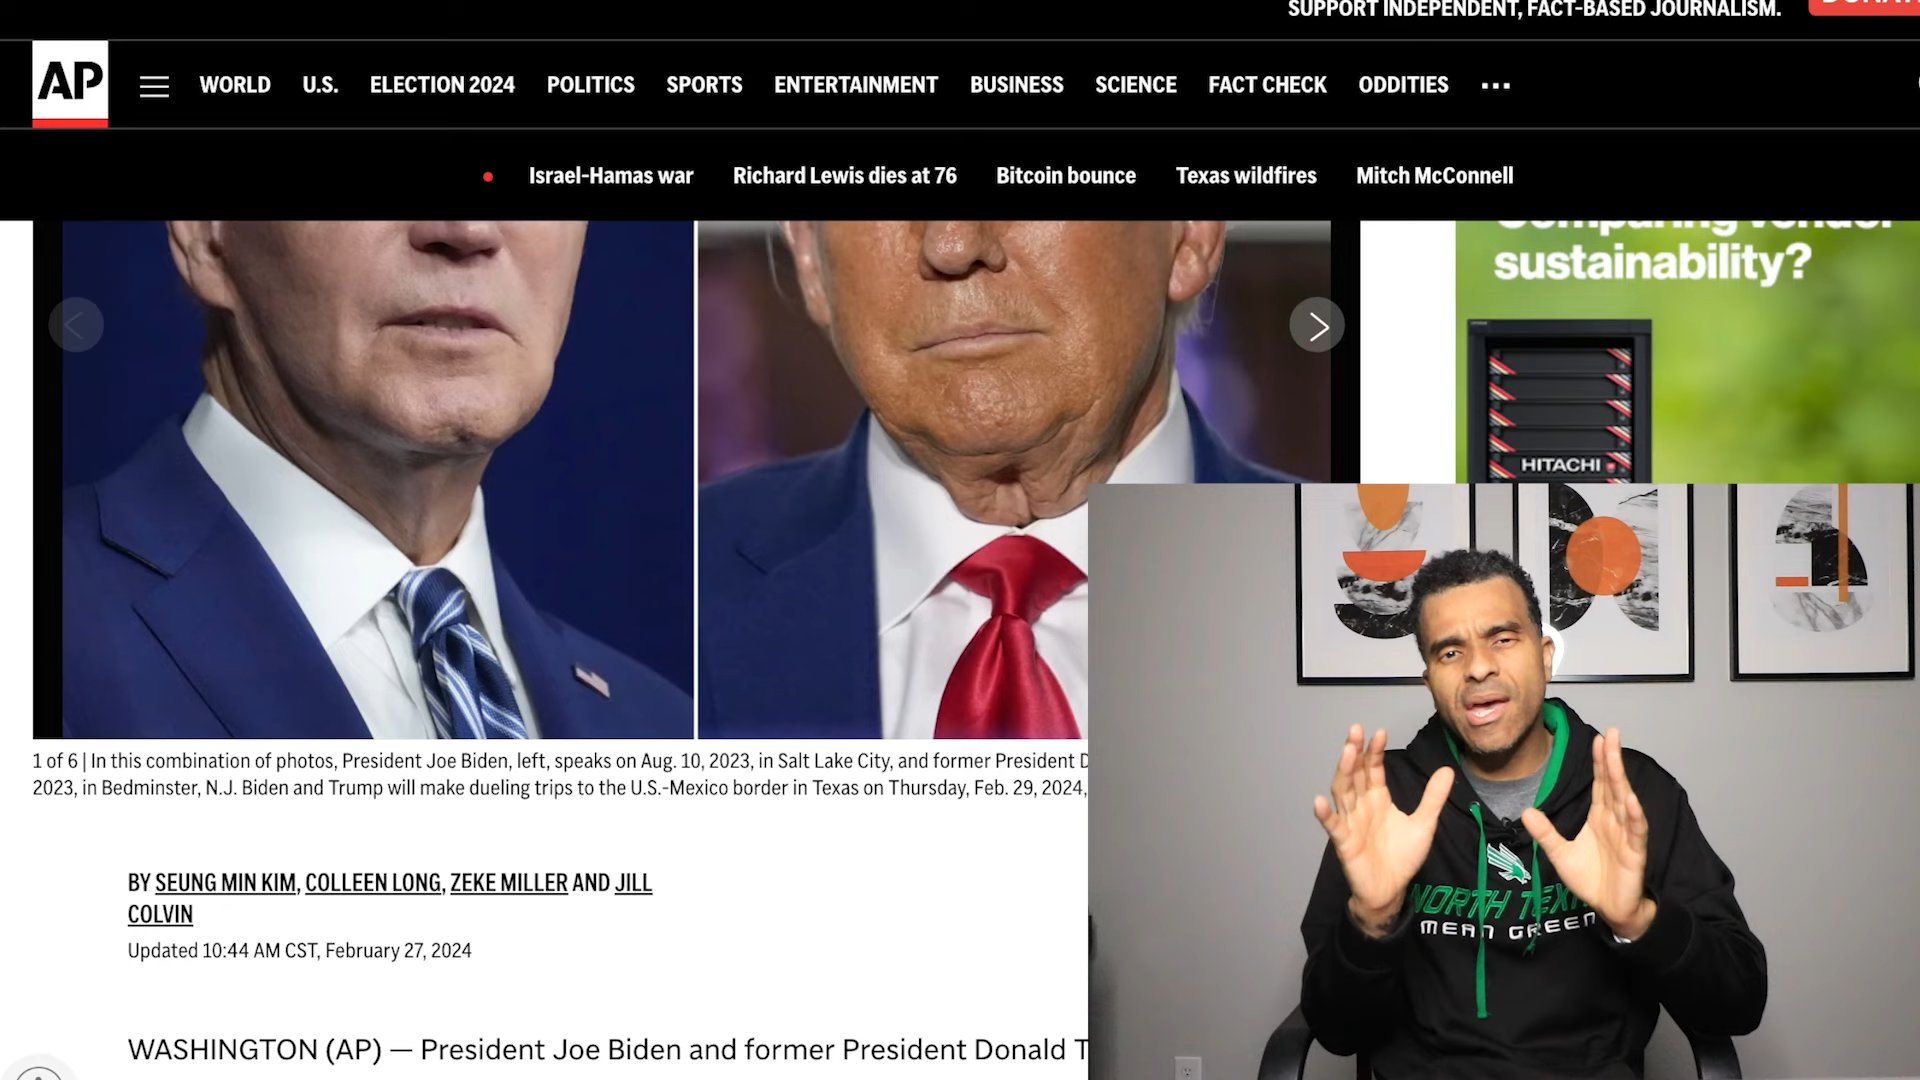 SUPPORT INDEPENDENT, FACT-BASED JOURNALISM.
AP
WORLD U.S. ELECTION 2024 POLITICS SPORTS ENTERTAINMENT BUSINESS SCIENCE FACT CHECK ODDITIES
Israel-Hamas war Richard Lewis dies at 76 Bitcoin bounce Texas wildfires Mitch McConnell
sustainability?
HITACHI
1 of 6 | In this combination of photos, President Joe Biden, left, speaks on Aug. 10, 2023, in Salt Lake City, and former President
2023, in Bedminster, N.J. Biden and Trump will make dueling trips to the U.S.-Mexico border in Texas on Thursday, Feb. 29, 2024,
BY SEUNG MIN KIM, COLLEEN LONG, ZEKE MILLER AND JILL
COLVIN
Updated 10:44 AM CST, February 27, 2024
WASHINGTON (AP) — President Joe Biden and former President Donald
NORTH
MEAN GREEN